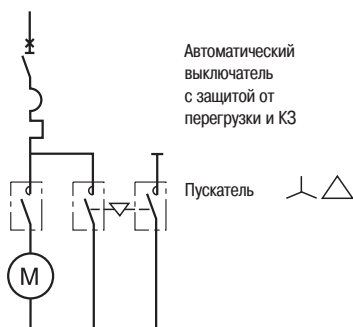 Автоматический
выключатель
с защитой от
перегрузки и КЗ
Пускатель
M